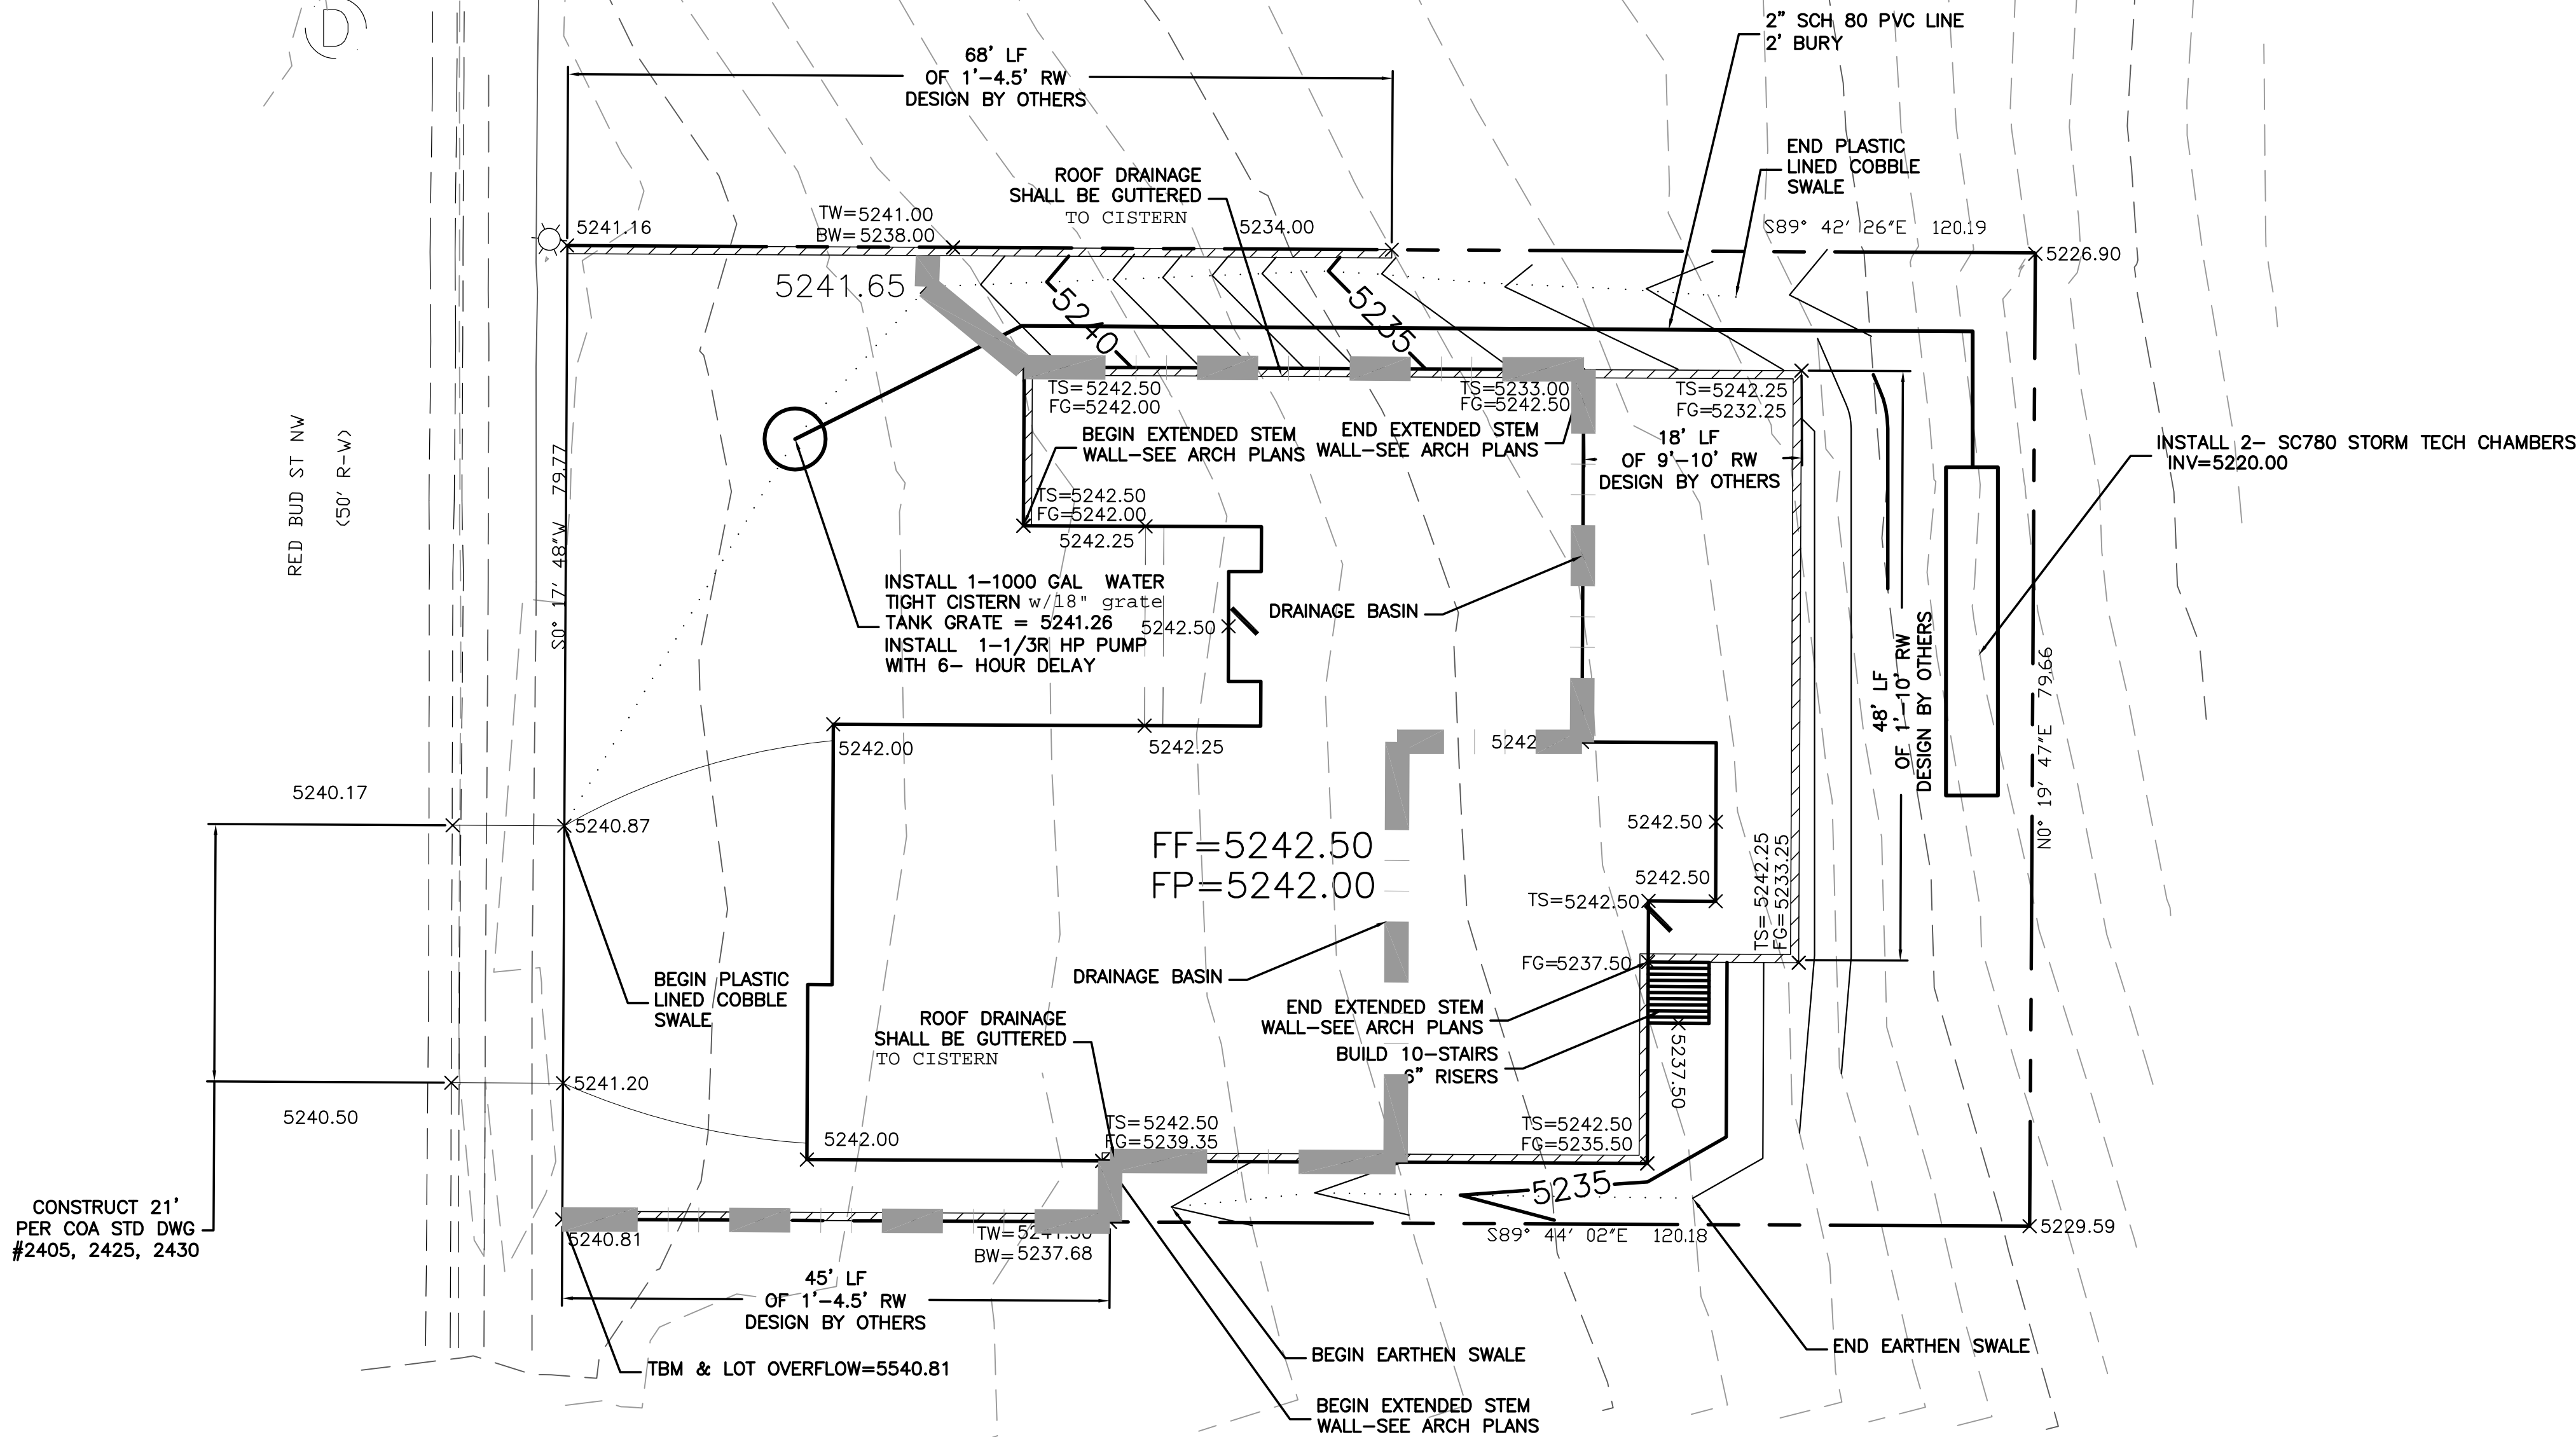 D
68' LF
OF 1'-4.5' RW
DESIGN BY OTHERS
2" SCH 80 PVC LINE
2' BURY
END PLASTIC
LINED COBBLE
SWALE
ROOF DRAINAGE
SHALL BE GUTTERED
TO CISTERN
5241.16
TW=5241.00
BW=5238.00
5234.00
S89° 42' 26"E 120.19
5226.90
5241.65
5240
5235
TS=5242.50
FG=5242.00
TS=5233.00
FG=5242.50
TS=5242.25
FG=5232.25
BEGIN EXTENDED STEM
WALL-SEE ARCH PLANS
END EXTENDED STEM
WALL-SEE ARCH PLANS
18' LF
OF 9'-10' RW
DESIGN BY OTHERS
INSTALL 2- SC780 STORM TECH CHAMBERS
INV=5220.00
RED BUD ST NW
(50' R-W)
S0° 17' 48"W 79.77
TS=5242.50
FG=5242.00
5242.25
INSTALL 1-1000 GAL WATER
TIGHT CISTERN w/18" grate
TANK GRATE = 5241.26
INSTALL 1-1/3R HP PUMP
WITH 6- HOUR DELAY
5242.50
DRAINAGE BASIN
48' LF
OF 1'-10' RW
DESIGN BY OTHERS
N0° 19' 47"E 79.66
5242.00
5242.25
5242
5240.17
5240.87
FF=5242.50
FP=5242.00
5242.50
5242.50
TS=5242.50
TS=5242.25
FG=5233.25
FG=5237.50
DRAINAGE BASIN
BEGIN PLASTIC
LINED COBBLE
SWALE
ROOF DRAINAGE
SHALL BE GUTTERED
TO CISTERN
END EXTENDED STEM
WALL-SEE ARCH PLANS
BUILD 10-STAIRS
6" RISERS
5237.50
5241.20
5240.50
5242.00
TS=5242.50
FG=5239.35
TS=5242.50
FG=5235.50
5235
CONSTRUCT 21'
PER COA STD DWG
#2405, 2425, 2430
5240.81
TW=
BW=5237.68
S89° 44' 02"E 120.18
5229.59
45' LF
OF 1'-4.5' RW
DESIGN BY OTHERS
TBM & LOT OVERFLOW=5540.81
BEGIN EARTHEN SWALE
END EARTHEN SWALE
BEGIN EXTENDED STEM
WALL-SEE ARCH PLANS